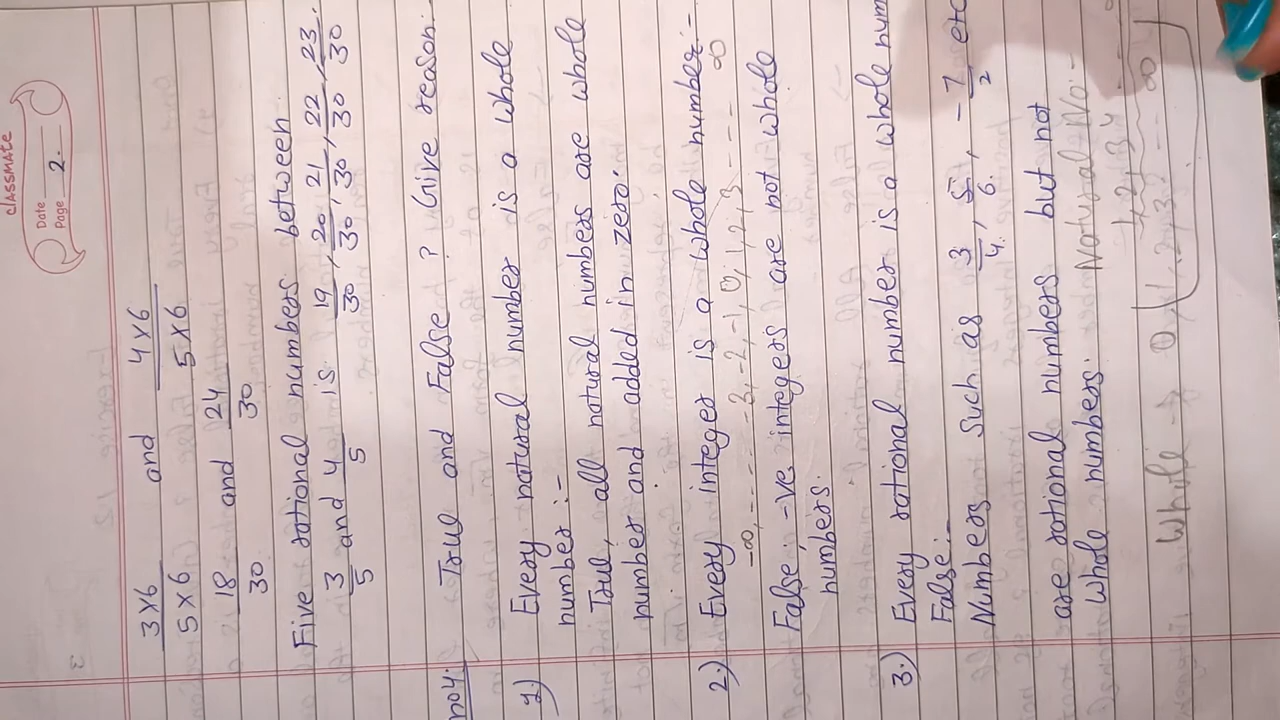 CLASSMATE
Date
Page 2.
3×6 and 4×6
5×6 5×6
18 and 24
30 30
Five rational numbers between
3 and 4 is 19, 20, 21, 22, 23.
5 5 30 30 30 30 30
no4: True and False? Give reason.
1) Every natural number is a whole
number :-
True, all natural numbers are whole
number and added in zero.
2.) Every integer is a whole number:-
-∞, ---- -3, -2, -1, 0, 1, 2, 3 ---- ∞
False, -ve integers are not whole
numbers.
3.) Every rational number is a whole num
False:-
Numbers such as 3/4, 5/6, -7/2 etc
are rational numbers but not
whole numbers. Natural No:-
1, 2, 3, 4
Whole → 0, 1, 2, 3, -- ∞